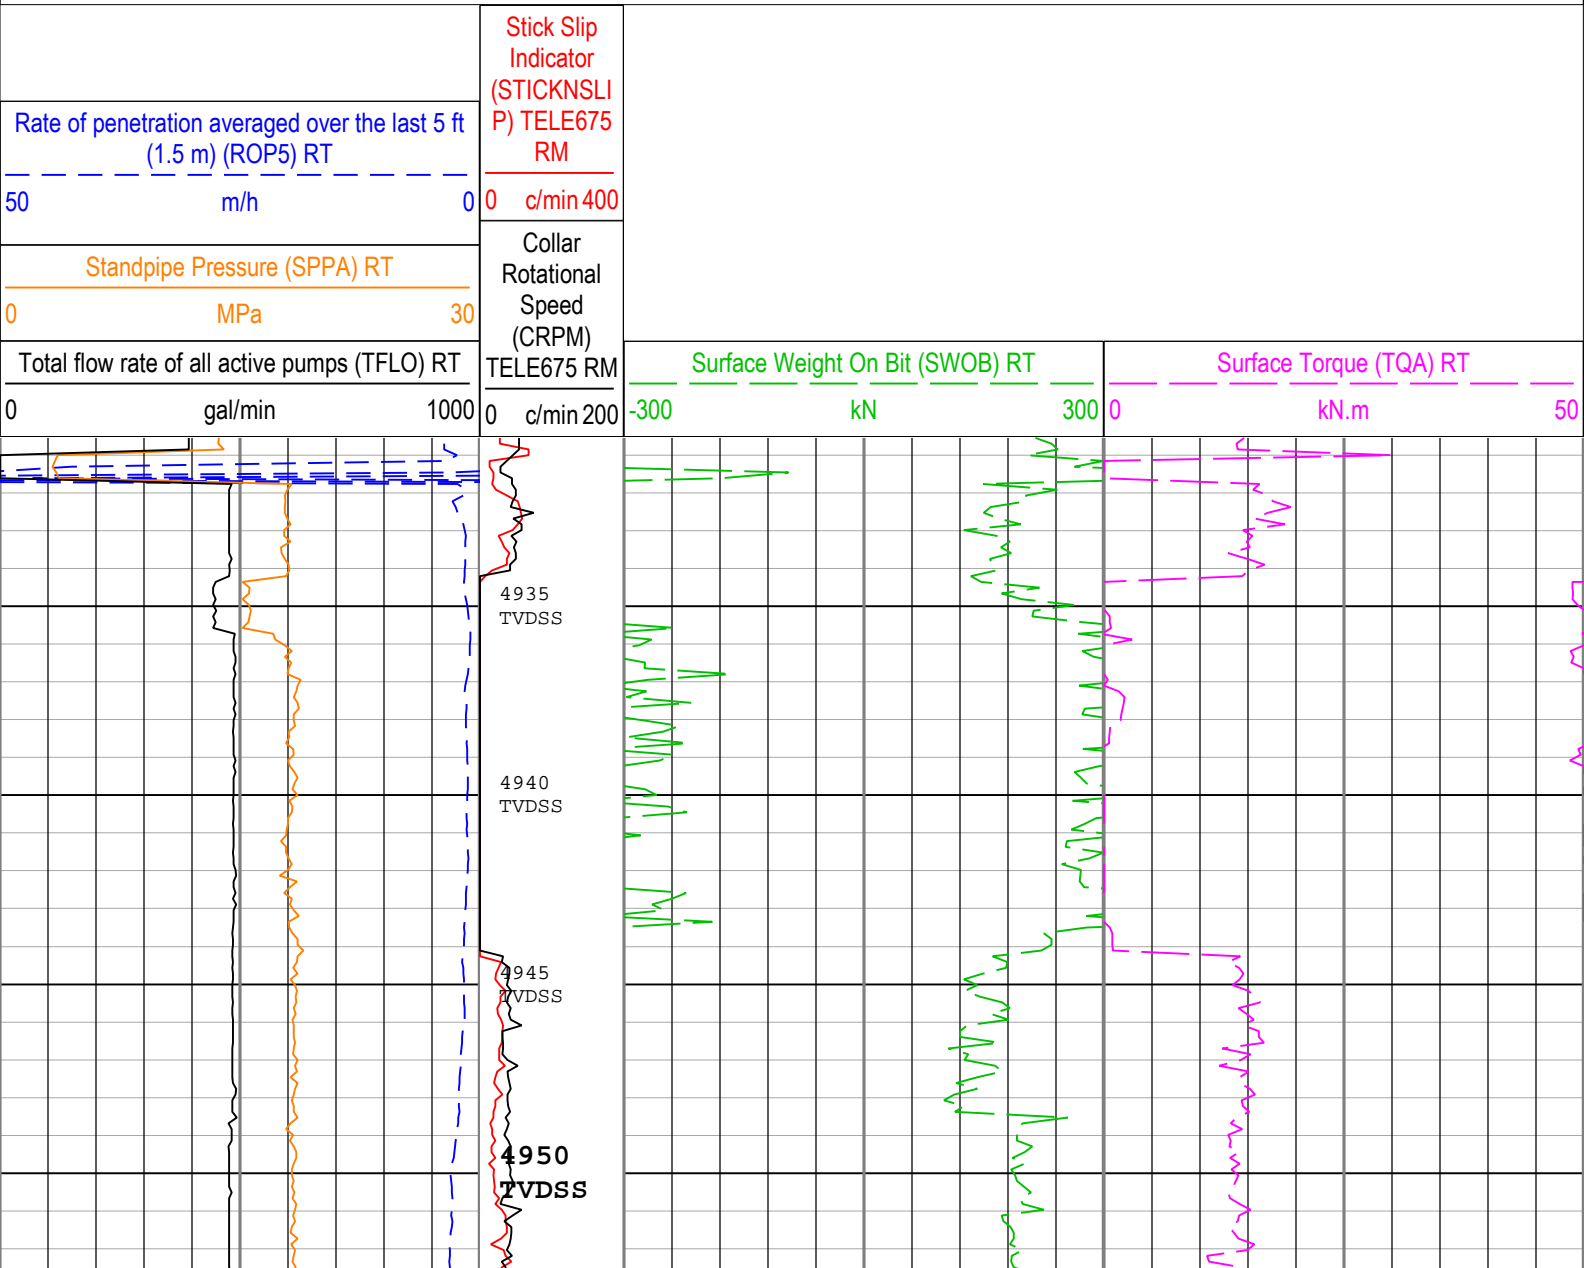 Stick Slip
Indicator
(STICKNSLI
P) TELE675
RM
0 c/min 400
Rate of penetration averaged over the last 5 ft
(1.5 m) (ROP5) RT
50 m/h 0
Collar
Rotational
Speed
(CRPM)
TELE675 RM
0 c/min 200
Standpipe Pressure (SPPA) RT
0 MPa 30
Total flow rate of all active pumps (TFLO) RT
0 gal/min 1000
Surface Weight On Bit (SWOB) RT
-300 kN 300
Surface Torque (TQA) RT
0 kN.m 50
4935
TVDSS
4940
TVDSS
4945
TVDSS
4950
TVDSS